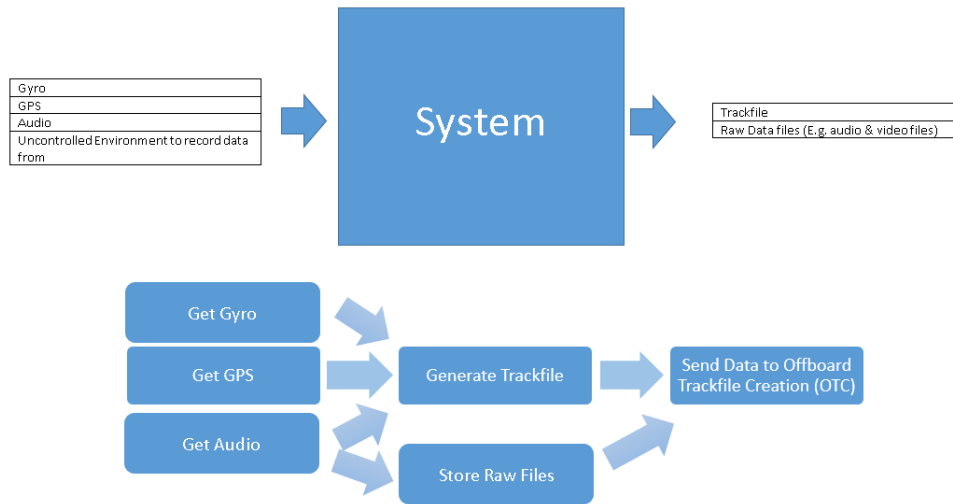 Gyro
GPS
Audio
Uncontrolled Environment to record data
from
System
Trackfile
Raw Data files (E.g. audio & video files)
Get Gyro
Get GPS
Get Audio
Generate Trackfile
Store Raw Files
Send Data to Offboard
Trackfile Creation (OTC)